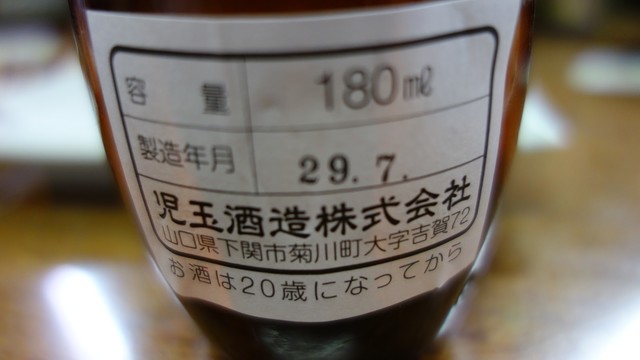 容量 180mℓ
製造年月 29.7.
児玉酒造株式会社
山口県下関市菊川町大字吉賀72
お酒は20歳になってから